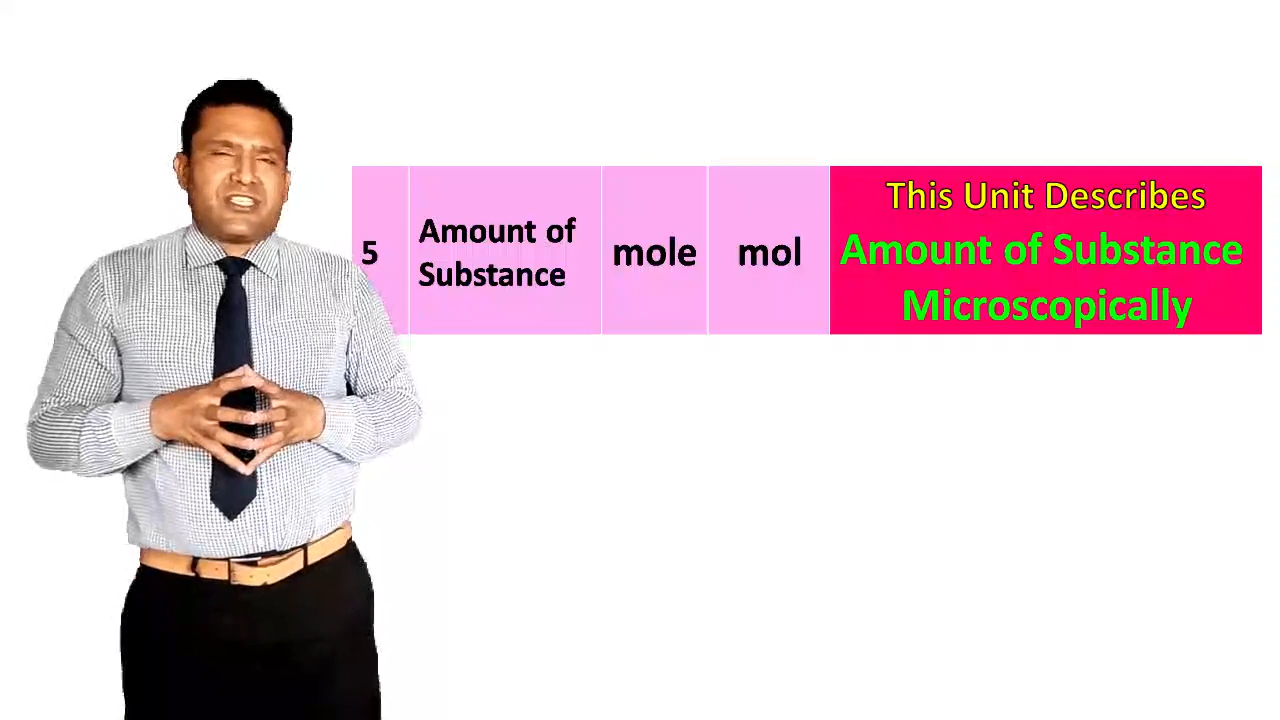 5
Amount of
Substance
mole
mol
This Unit Describes
Amount of Substance
Microscopically